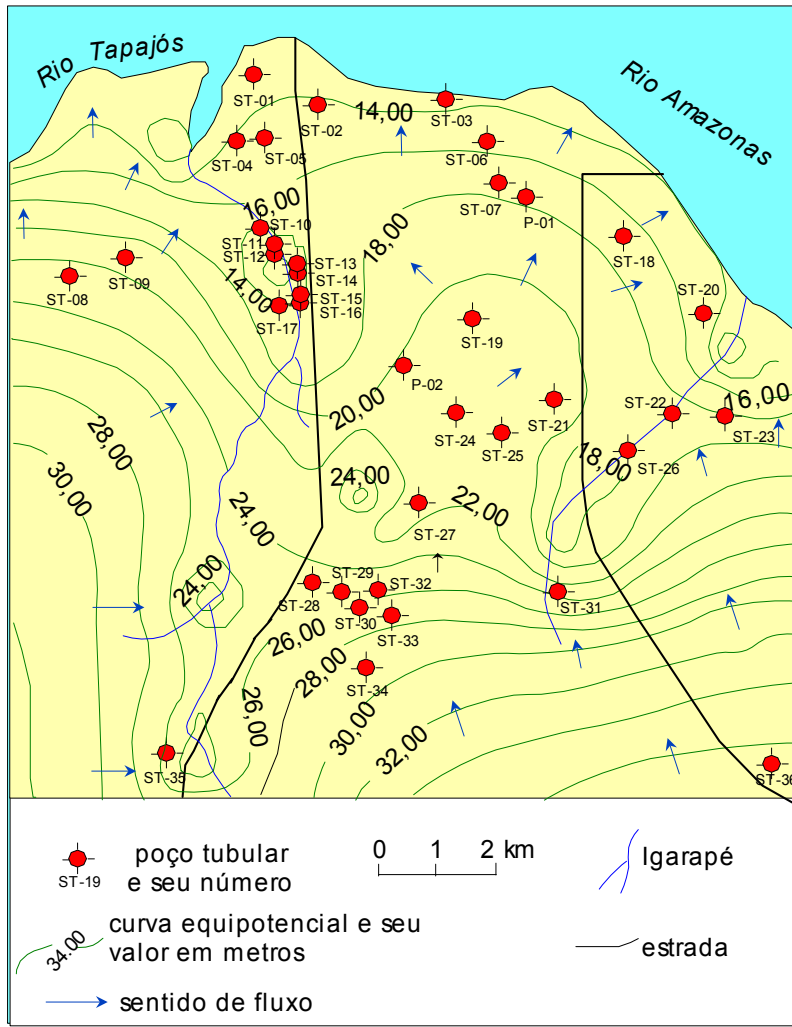 Rio Tapajós
Rio Amazonas
ST-01
ST-02
14,00
ST-03
ST-04
ST-05
ST-06
ST-07
P-01
16,00
ST-10
18,00
ST-11
ST-12
ST-13
ST-14
14,00
ST-15
ST-16
ST-17
ST-08
ST-09
ST-18
ST-20
ST-19
P-02
20,00
ST-24
ST-25
ST-21
ST-22
16,00
ST-23
18,00
ST-26
28,00
30,00
24,00
24,00
22,00
ST-27
24,00
ST-29
ST-28
ST-32
ST-30
ST-33
ST-31
26,00
28,00
ST-34
26,00
30,00
32,00
ST-35
ST-36
ST-19
poço tubular
e seu número
0 1 2 km
Igarapé
34.00
curva equipotencial e seu
valor em metros
estrada
sentido de fluxo